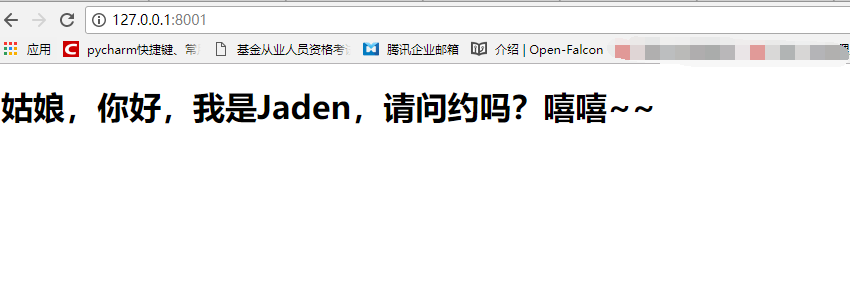 127.0.0.1:8001
应用 pycharm快捷键、常 基金从业人员资格考 腾讯企业邮箱 介绍 | Open-Falcon
姑娘，你好，我是Jaden，请问约吗？嘻嘻~~